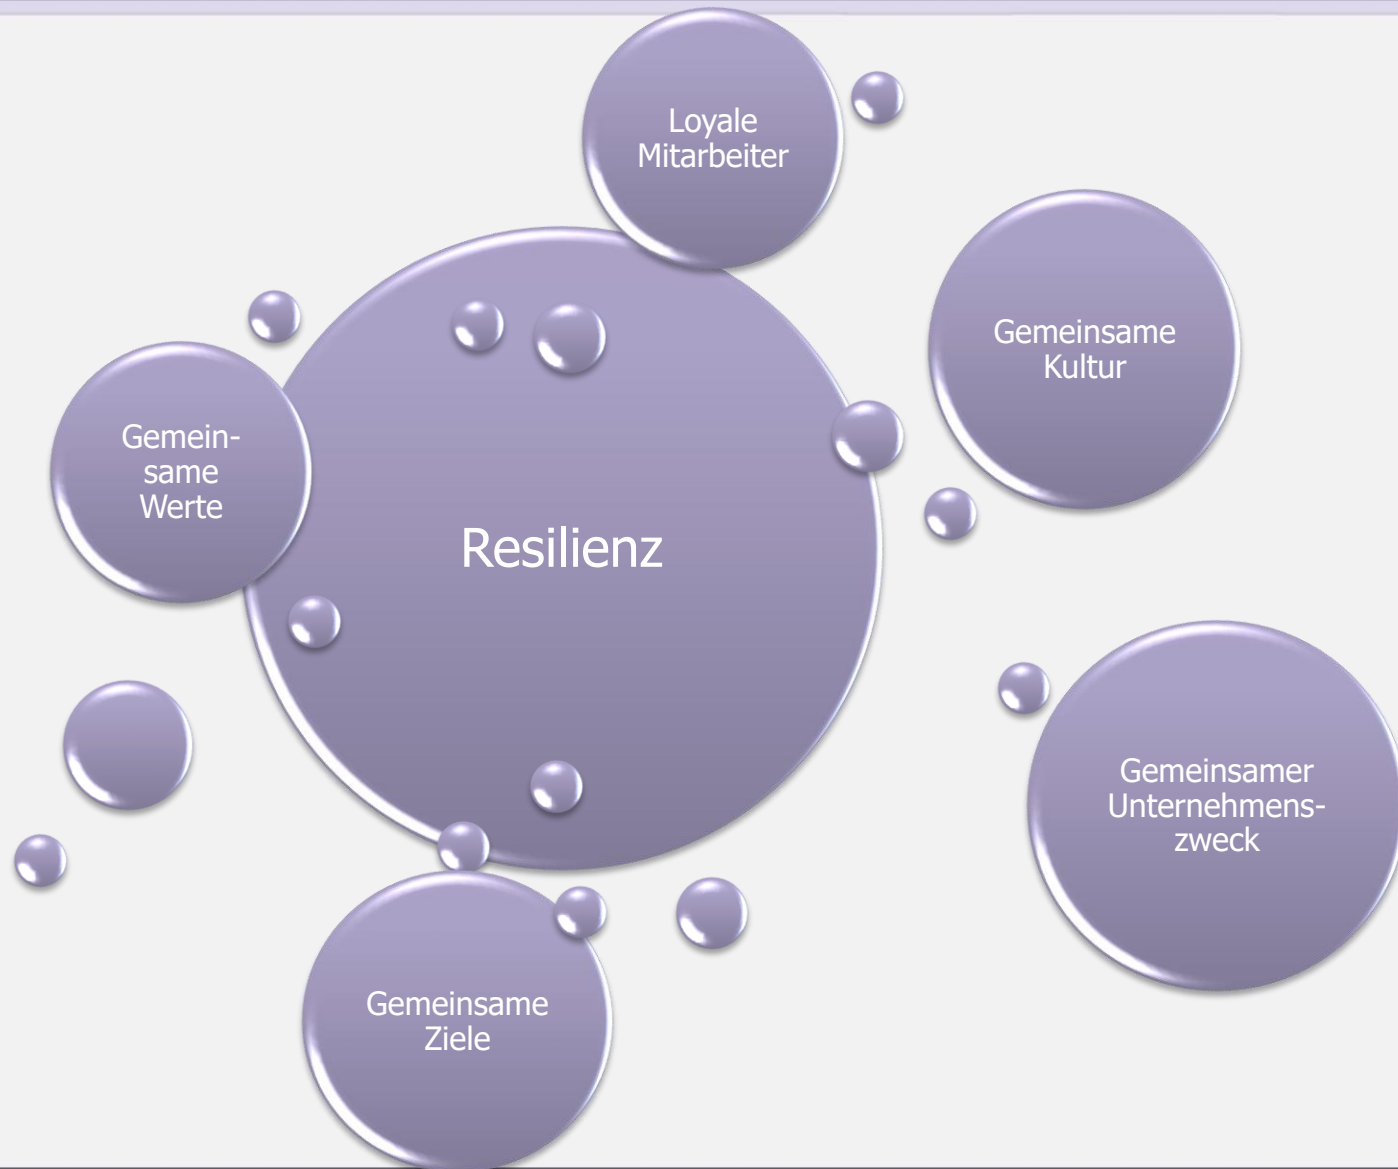 Loyale
Mitarbeiter
Gemeinsame
Kultur
Gemein-
same
Werte
Resilienz
Gemeinsamer
Unternehmens-
zweck
Gemeinsame
Ziele